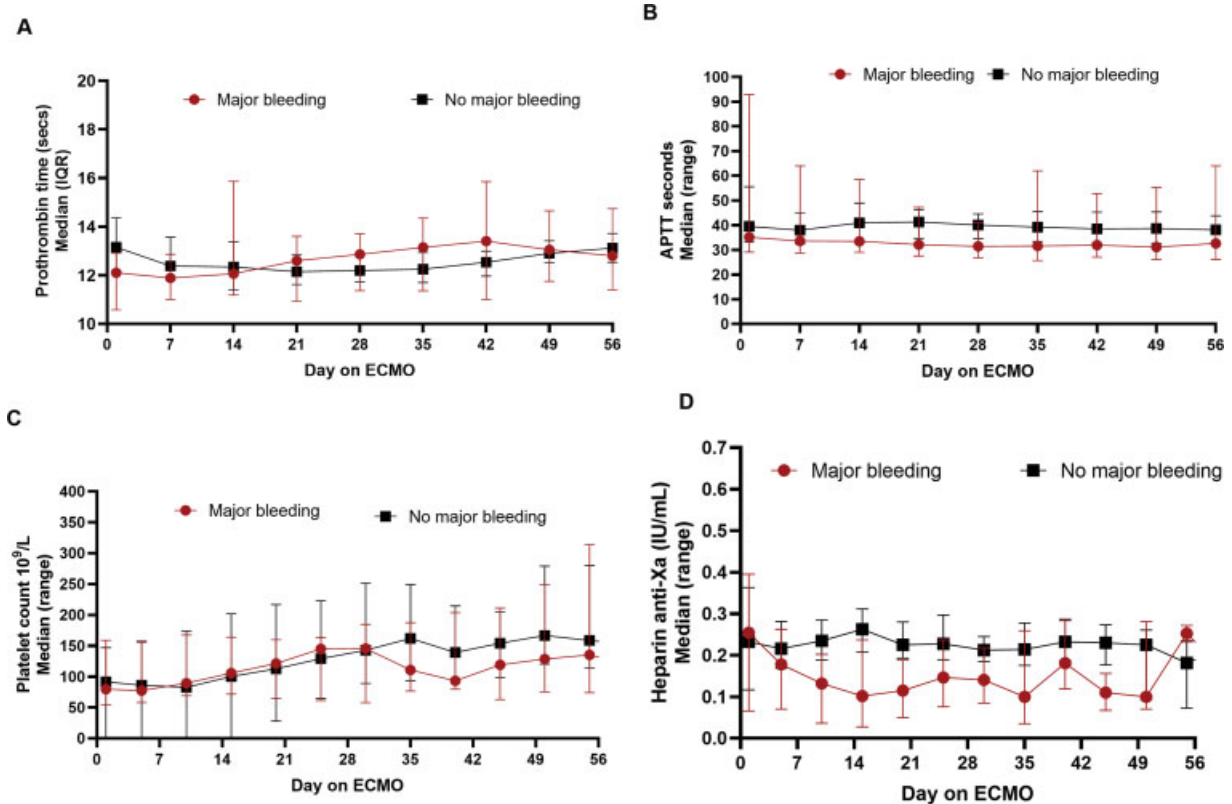 A
Prothrombin time (secs)
Median (IQR)
20
18
16
14
12
10
Major bleeding
No major bleeding
0 7 14 21 28 35 42 49 56
Day on ECMO
B
APTT seconds
Median (range)
100
90
80
70
60
50
40
30
20
10
0
Major bleeding
No major bleeding
0 7 14 21 28 35 42 49 56
Day on ECMO
C
Platelet count 10⁹/L
Median (range)
400
350
300
250
200
150
100
50
0
Major bleeding
No major bleeding
0 7 14 21 28 35 42 49 56
Day on ECMO
D
Heparin anti-Xa (IU/mL)
Median (range)
0.7
0.6
0.5
0.4
0.3
0.2
0.1
0.0
Major bleeding
No major bleeding
0 7 14 21 28 35 42 49 56
Day on ECMO